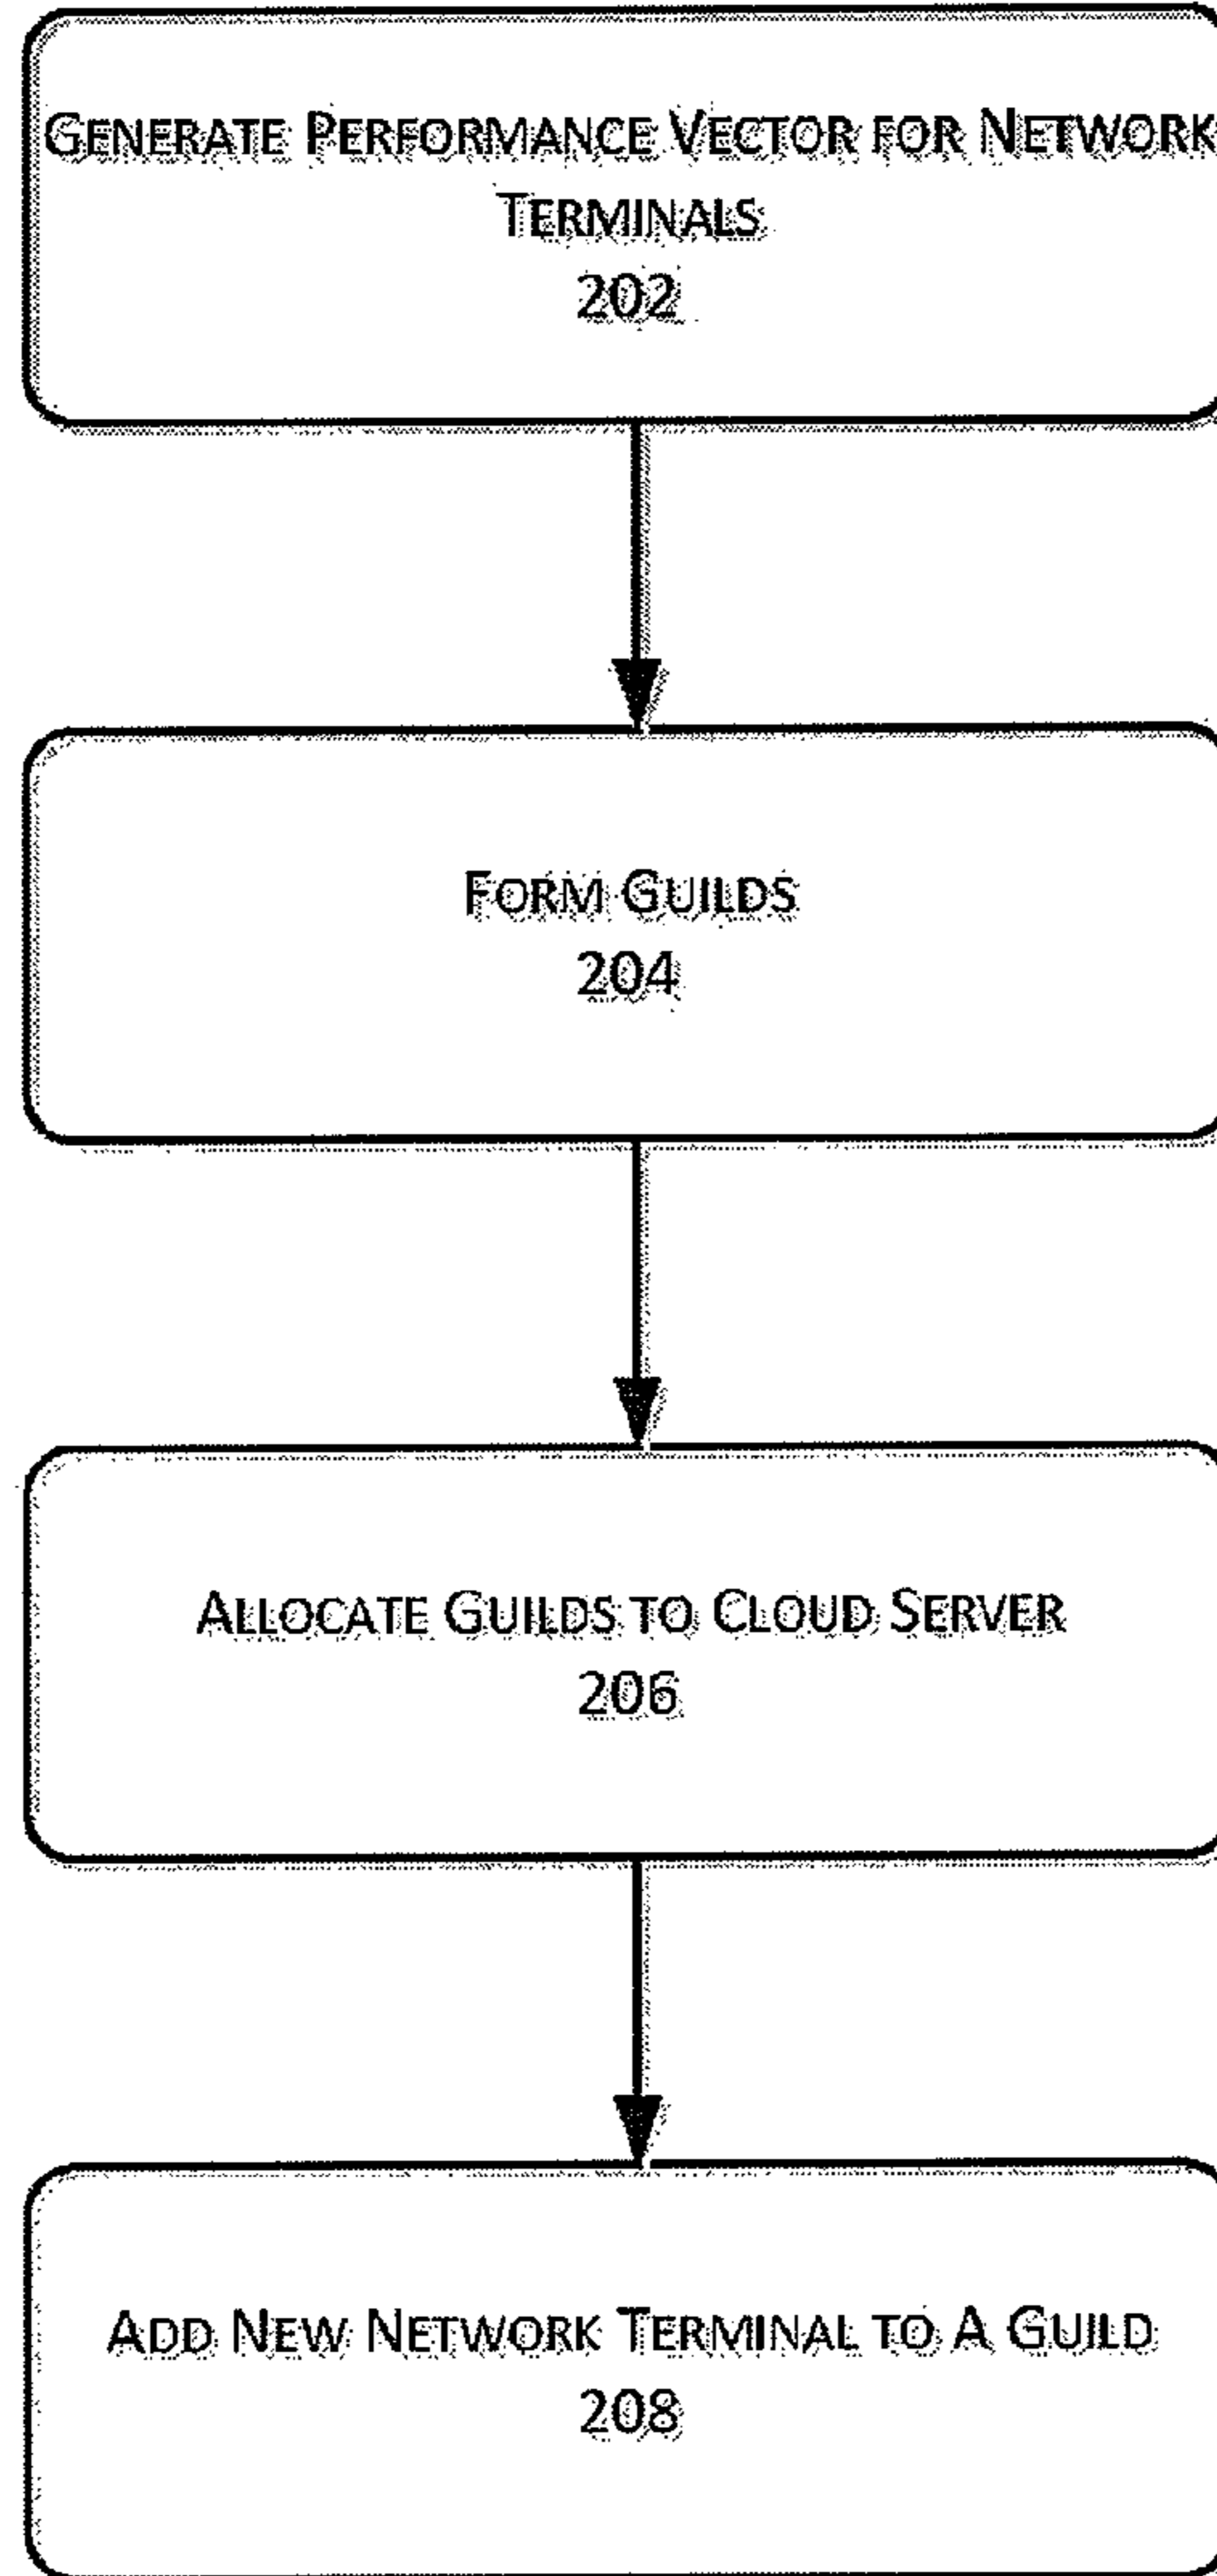 GENERATE PERFORMANCE VECTOR FOR NETWORK
TERMINALS
202
FORM GUILDS
204
ALLOCATE GUILDS TO CLOUD SERVER
206
ADD NEW NETWORK TERMINAL TO A GUILD
208